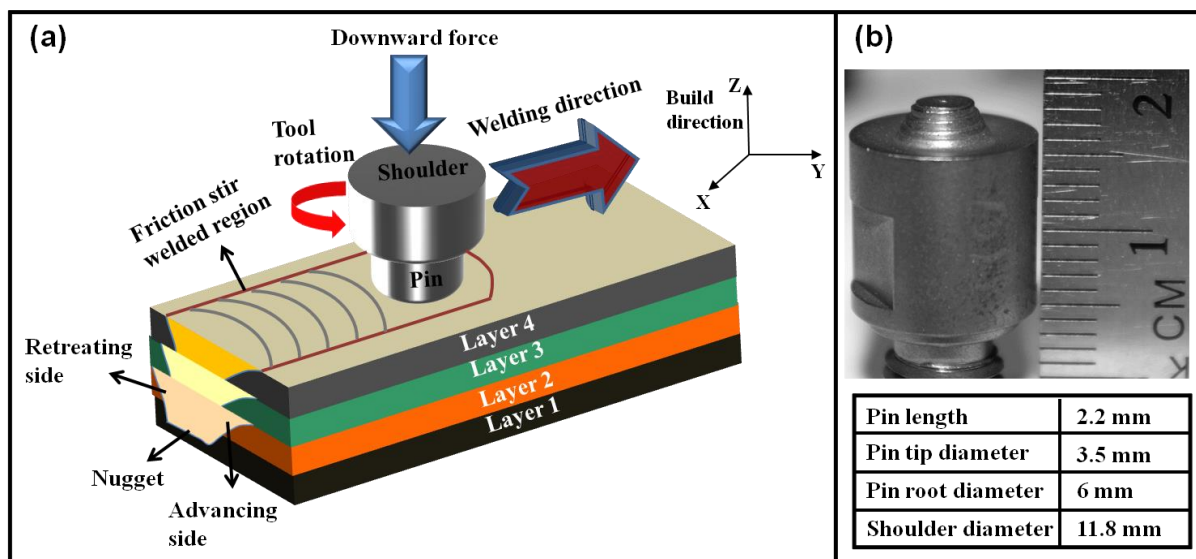 (a)
Downward force
Tool
rotation
Shoulder
Welding direction
Build
direction
Z
Y
X
Friction stir
welded region
Pin
Retreating
side
Layer 4
Layer 3
Layer 2
Layer 1
Nugget
Advancing
side
(b)
2
1
CM
Pin length 2.2 mm
Pin tip diameter 3.5 mm
Pin root diameter 6 mm
Shoulder diameter 11.8 mm